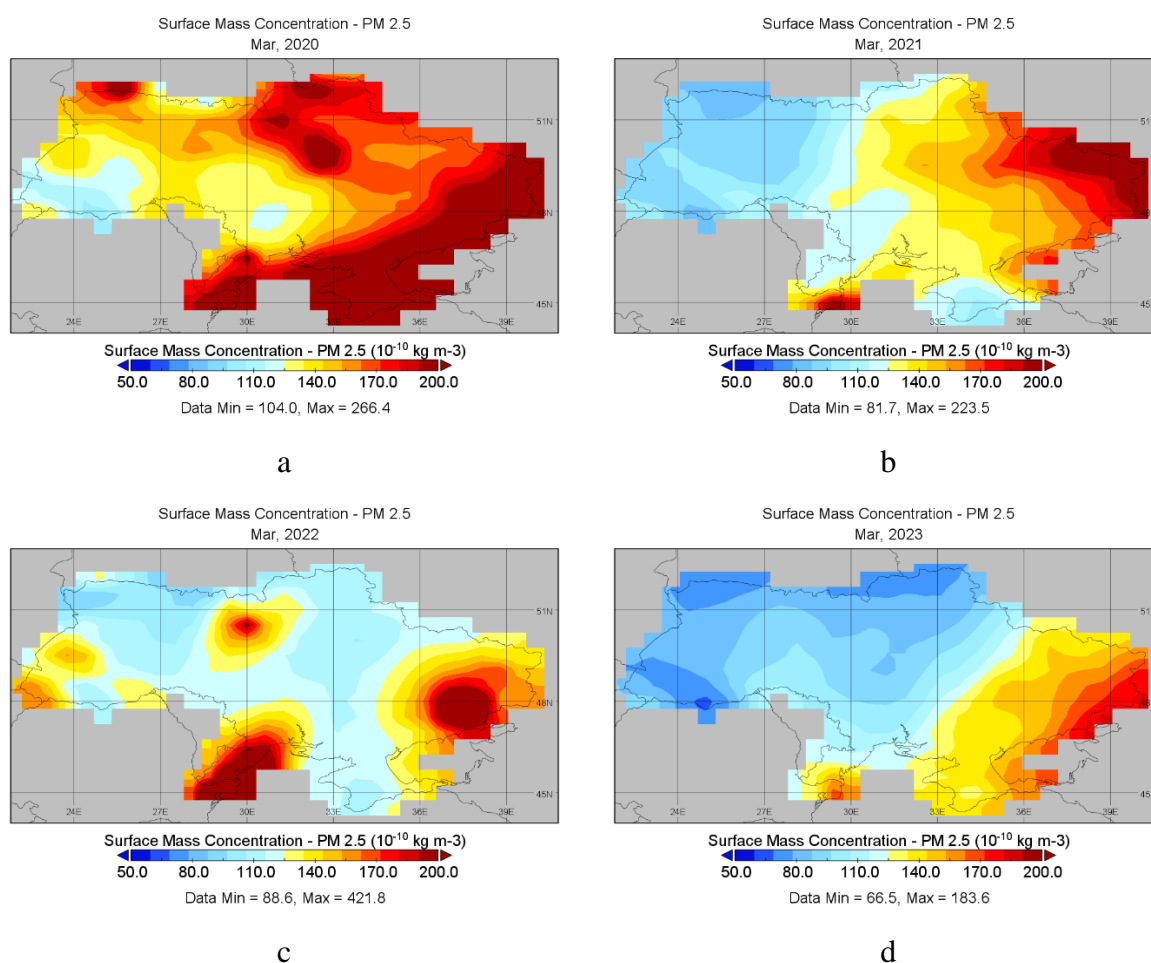 Surface Mass Concentration - PM 2.5
Mar, 2020
51N
48N
45N
24E 27E 30E 33E 36E 39E
Surface Mass Concentration - PM 2.5 (10⁻¹⁰ kg m-3)
50.0 80.0 110.0 140.0 170.0 200.0
Data Min = 104.0, Max = 266.4
a
Surface Mass Concentration - PM 2.5
Mar, 2021
51N
48N
45N
24E 27E 30E 33E 36E 39E
Surface Mass Concentration - PM 2.5 (10⁻¹⁰ kg m-3)
50.0 80.0 110.0 140.0 170.0 200.0
Data Min = 81.7, Max = 223.5
b
Surface Mass Concentration - PM 2.5
Mar, 2022
51N
48N
45N
24E 27E 30E 33E 36E 39E
Surface Mass Concentration - PM 2.5 (10⁻¹⁰ kg m-3)
50.0 80.0 110.0 140.0 170.0 200.0
Data Min = 88.6, Max = 421.8
c
Surface Mass Concentration - PM 2.5
Mar, 2023
51N
48N
45N
24E 27E 30E 33E 36E 39E
Surface Mass Concentration - PM 2.5 (10⁻¹⁰ kg m-3)
50.0 80.0 110.0 140.0 170.0 200.0
Data Min = 66.5, Max = 183.6
d